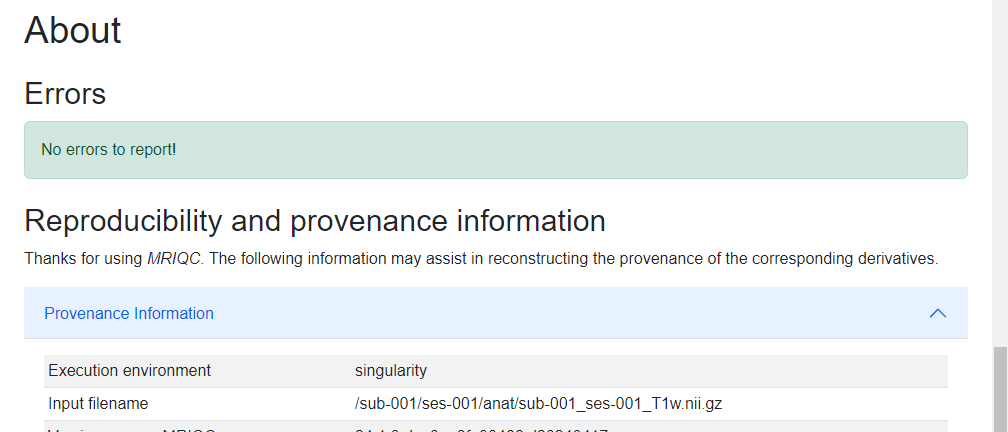 About
Errors
No errors to report!
Reproducibility and provenance information
Thanks for using MRIQC. The following information may assist in reconstructing the provenance of the corresponding derivatives.
Provenance Information
Execution environment singularity
Input filename /sub-001/ses-001/anat/sub-001_ses-001_T1w.nii.gz